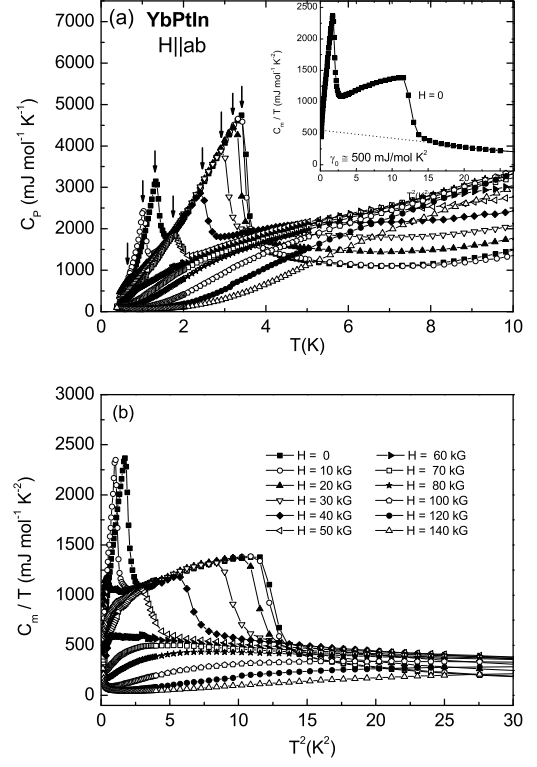 (a) YbPtIn
H||ab
C_P (mJ mol⁻¹ K⁻¹)
7000
6000
5000
4000
3000
2000
1000
0
0 2 4 6 8 10
T(K)
C_m / T (mJ mol⁻¹ K⁻²)
2500
2000
1500
1000
500
0
H = 0
γ₀ ≅ 500 mJ/mol K²
0 5 10 15 20 25
(b)
C_m / T (mJ mol⁻¹ K⁻²)
3000
2500
2000
1500
1000
500
0
H = 0
H = 10 kG
H = 20 kG
H = 30 kG
H = 40 kG
H = 50 kG
H = 60 kG
H = 70 kG
H = 80 kG
H = 100 kG
H = 120 kG
H = 140 kG
0 5 10 15 20 25 30
T²(K²)